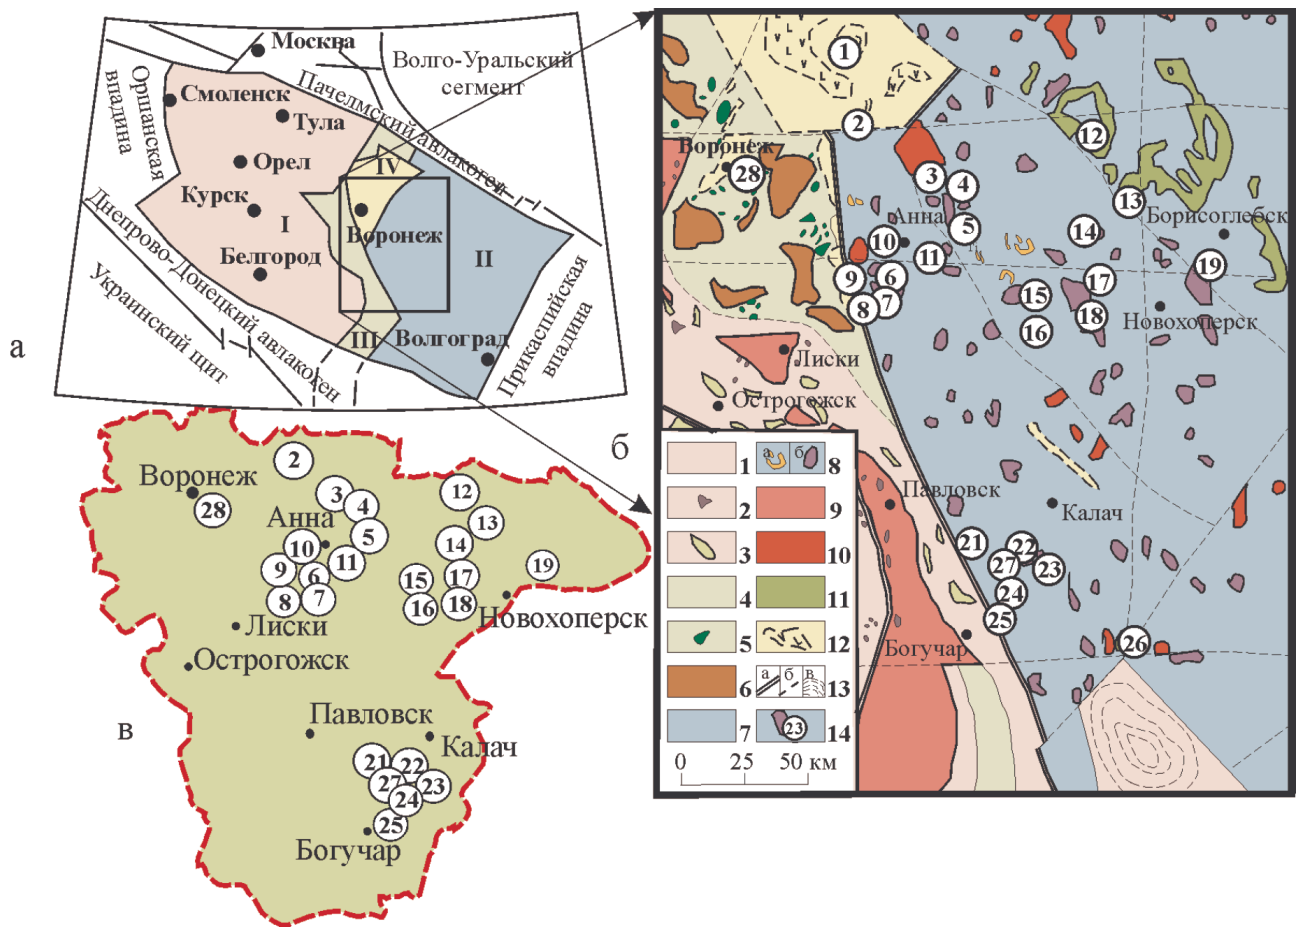 Москва
Волго-Уральский
сегмент
Оршанская
впадина
Смоленск
Пачелмский авлакоген
Тула
Орел
IV
Курск
I
Воронеж
II
Белгород
Днепрово-Донецкий авлакоген
Украинский щит
III
Волгоград
Прикаспийская
впадина
а
б
1
2
Воронеж
28
12
3
4
13
Анна
5
14
Борисоглебск
10
11
9
6
17
19
8
7
15
18
Новохоперск
16
Лиски
Острогожск
Павловск
Калач
21
22
27
23
24
25
Богучар
26
1
а
б
8
2
9
3
10
4
11
5
12
6
а
б
в
13
7
23
14
0
25
50 км
2
Воронеж
28
3
4
12
Анна
5
13
10
11
14
9
6
15
17
19
8
7
16
18
Новохоперск
Лиски
Острогожск
в
Павловск
Калач
21
22
27
23
24
25
Богучар